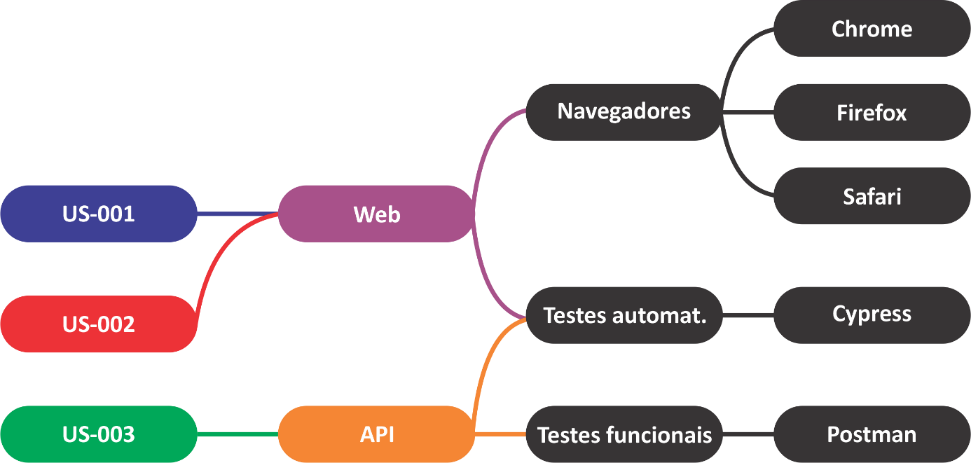 Chrome
Navegadores
Firefox
Safari
US-001
Web
US-002
Testes automat.
Cypress
US-003
API
Testes funcionais
Postman